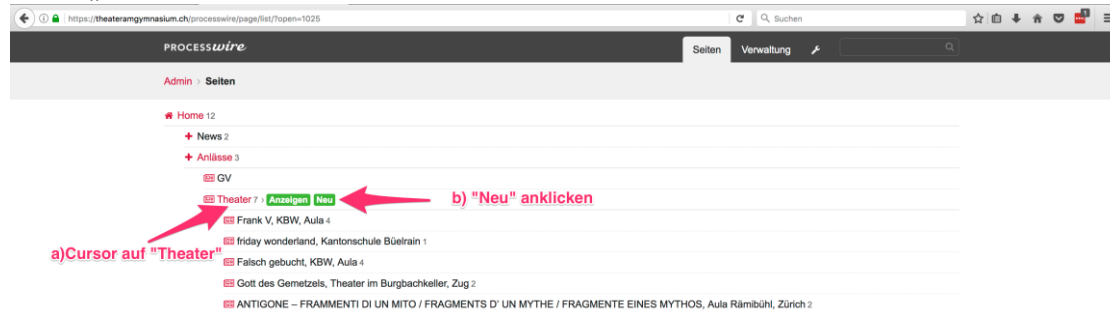 https://theateramgymnasium.ch/processwire/page/list/?open=1025 Suchen 1
PROCESSwire Seiten Verwaltung
Admin > Seiten
Home 12
+ News 2
+ Anlässe 3
GV
Theater 7 > Anzeigen Neu b) "Neu" anklicken
Frank V, KBW, Aula 4
friday wonderland, Kantonschule Büelrain 1
a)Cursor auf "Theater"
Falsch gebucht, KBW, Aula 4
Gott des Gemetzels, Theater im Burgbachkeller, Zug 2
ANTIGONE – FRAMMENTI DI UN MITO / FRAGMENTS D' UN MYTHE / FRAGMENTE EINES MYTHOS, Aula Rämibühl, Zürich 2